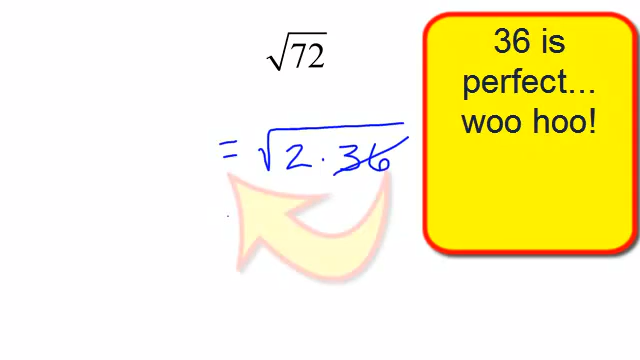 √72
= √2 · 36
36 is
perfect...
woo hoo!